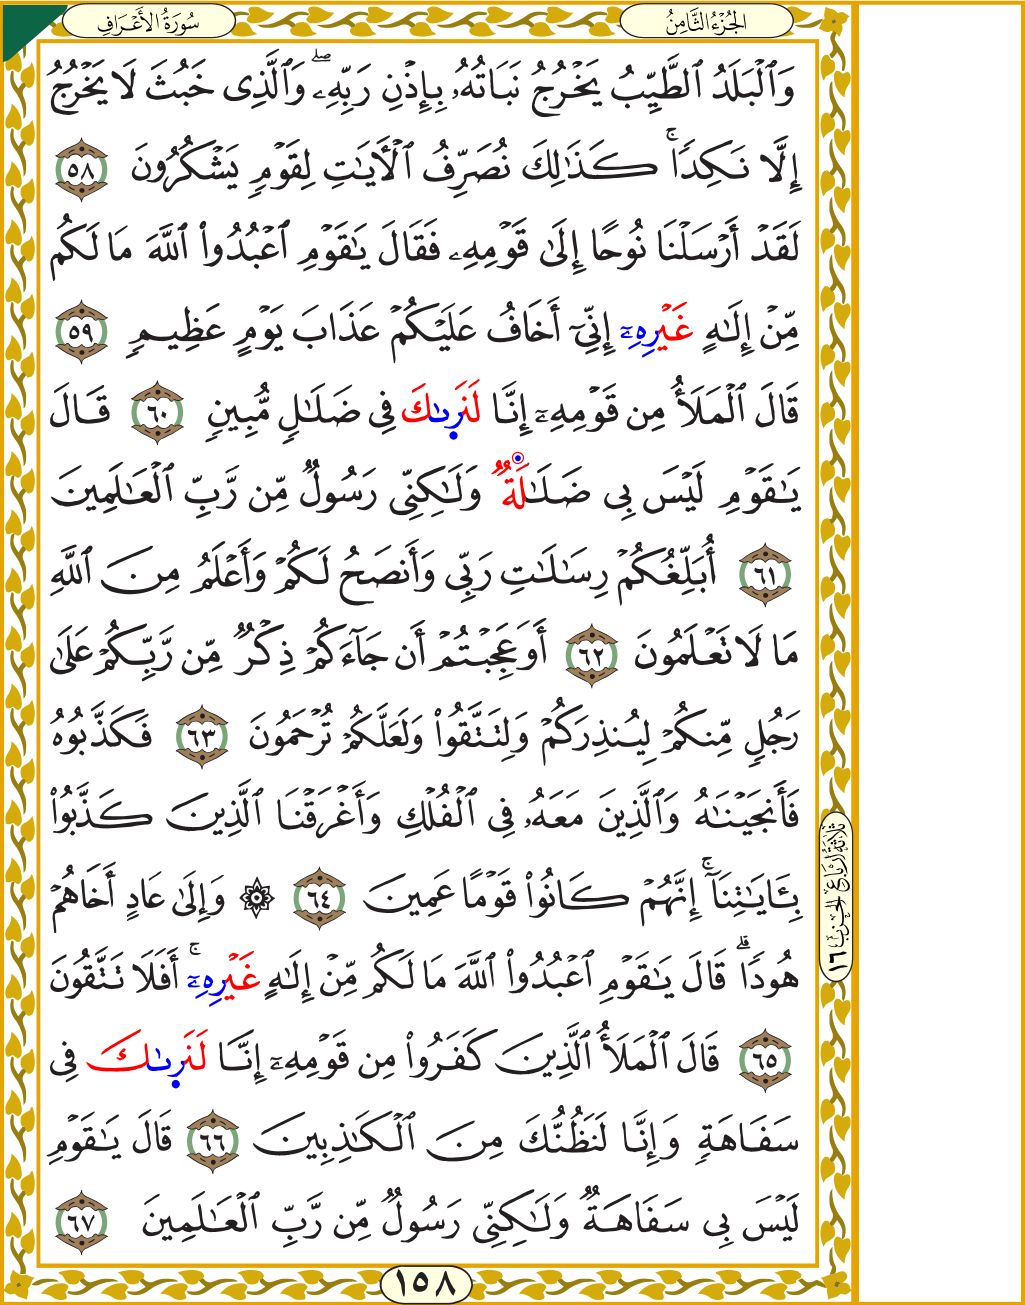 سُورَةُ الأَعْرَافِ
الجُزْءُ الثَّامِنُ
وَٱلْبَلَدُ ٱلطَّيِّبُ يَخْرُجُ نَبَاتُهُۥ بِإِذْنِ رَبِّهِۦۖ وَٱلَّذِى خَبُثَ لَا يَخْرُجُ
إِلَّا نَكِدًاۚ كَذَٰلِكَ نُصَرِّفُ ٱلْأَيَٰتِ لِقَوْمٍ يَشْكُرُونَ ٥٨
لَقَدْ أَرْسَلْنَا نُوحًا إِلَىٰ قَوْمِهِۦ فَقَالَ يَٰقَوْمِ ٱعْبُدُوا۟ ٱللَّهَ مَا لَكُم
مِّنْ إِلَٰهٍ غَيْرِهِۦٓ إِنِّىٓ أَخَافُ عَلَيْكُمْ عَذَابَ يَوْمٍ عَظِيمٍ ٥٩
قَالَ ٱلْمَلَأُ مِن قَوْمِهِۦٓ إِنَّا لَنَرِىٰكَ فِى ضَلَٰلٍ مُّبِينٍ ٦٠ قَالَ
يَٰقَوْمِ لَيْسَ بِى ضَلَٰلَةٌ وَلَٰكِنِّى رَسُولٌ مِّن رَّبِّ ٱلْعَٰلَمِينَ
٦١ أُبَلِّغُكُمْ رِسَٰلَٰتِ رَبِّى وَأَنصَحُ لَكُمْ وَأَعْلَمُ مِنَ ٱللَّهِ
مَا لَا تَعْلَمُونَ ٦٢ أَوَعَجِبْتُمْ أَن جَآءَكُمْ ذِكْرٌ مِّن رَّبِّكُمْ عَلَىٰ
رَجُلٍ مِّنكُمْ لِيُنذِرَكُمْ وَلِتَتَّقُوا۟ وَلَعَلَّكُمْ تُرْحَمُونَ ٦٣ فَكَذَّبُوهُ
فَأَنجَيْنَٰهُ وَٱلَّذِينَ مَعَهُۥ فِى ٱلْفُلْكِ وَأَغْرَقْنَا ٱلَّذِينَ كَذَّبُوا۟
بِـَٔايَٰتِنَآۚ إِنَّهُمْ كَانُوا۟ قَوْمًا عَمِينَ ٦٤ ۞ وَإِلَىٰ عَادٍ أَخَاهُمْ
هُودًاۗ قَالَ يَٰقَوْمِ ٱعْبُدُوا۟ ٱللَّهَ مَا لَكُم مِّنْ إِلَٰهٍ غَيْرِهِۦٓۚ أَفَلَا تَتَّقُونَ
٦٥ قَالَ ٱلْمَلَأُ ٱلَّذِينَ كَفَرُوا۟ مِن قَوْمِهِۦٓ إِنَّا لَنَرِىٰكَ فِى
سَفَاهَةٍ وَإِنَّا لَنَظُنُّكَ مِنَ ٱلْكَٰذِبِينَ ٦٦ قَالَ يَٰقَوْمِ
لَيْسَ بِى سَفَاهَةٌ وَلَٰكِنِّى رَسُولٌ مِّن رَّبِّ ٱلْعَٰلَمِينَ ٦٧
ثلاثة أرباع الحزب ١٦
١٥٨